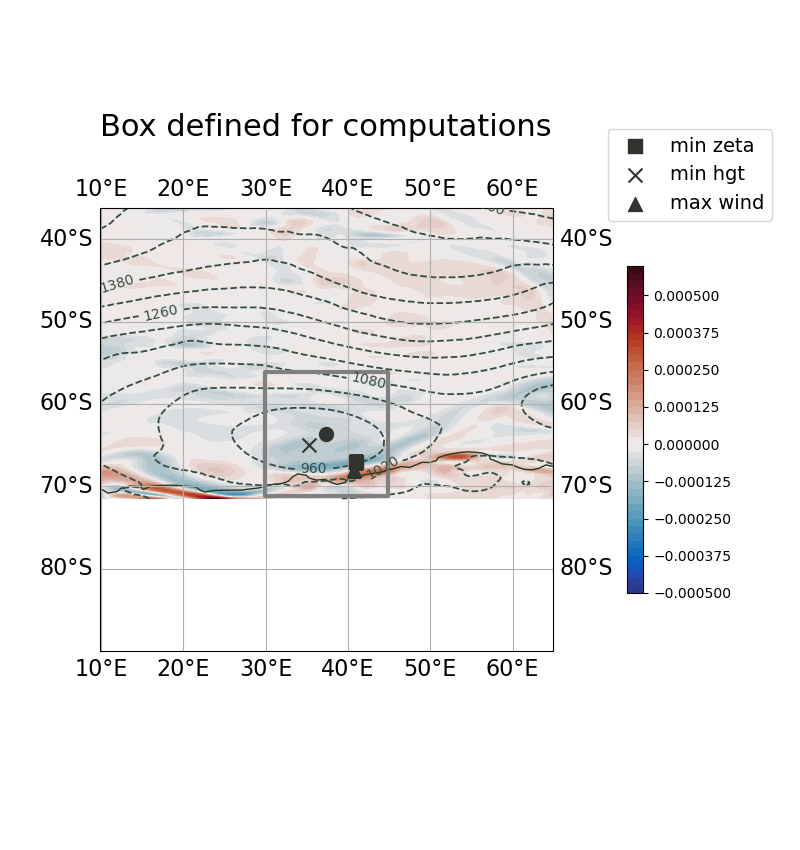 Box defined for computations
min zeta
min hgt
max wind
10°E 20°E 30°E 40°E 50°E 60°E
40°S 40°S
50°S 50°S
60°S 60°S
70°S 70°S
80°S 80°S
1380
1260
1080
960
1020
10°E 20°E 30°E 40°E 50°E 60°E
0.000500
0.000375
0.000250
0.000125
0.000000
−0.000125
−0.000250
−0.000375
−0.000500